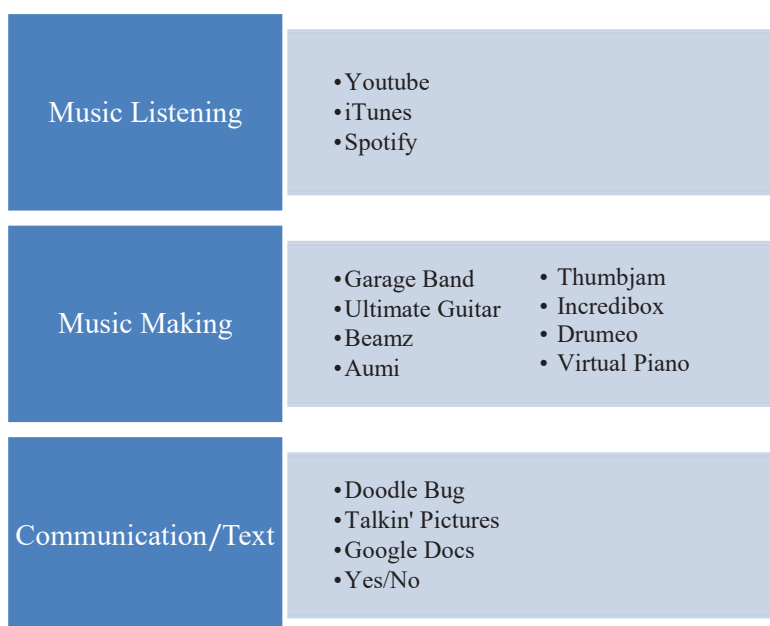 Music Listening
•Youtube
•iTunes
•Spotify
Music Making
•Garage Band
•Ultimate Guitar
•Beamz
•Aumi
• Thumbjam
• Incredibox
• Drumeo
• Virtual Piano
Communication/Text
•Doodle Bug
•Talkin' Pictures
•Google Docs
•Yes/No